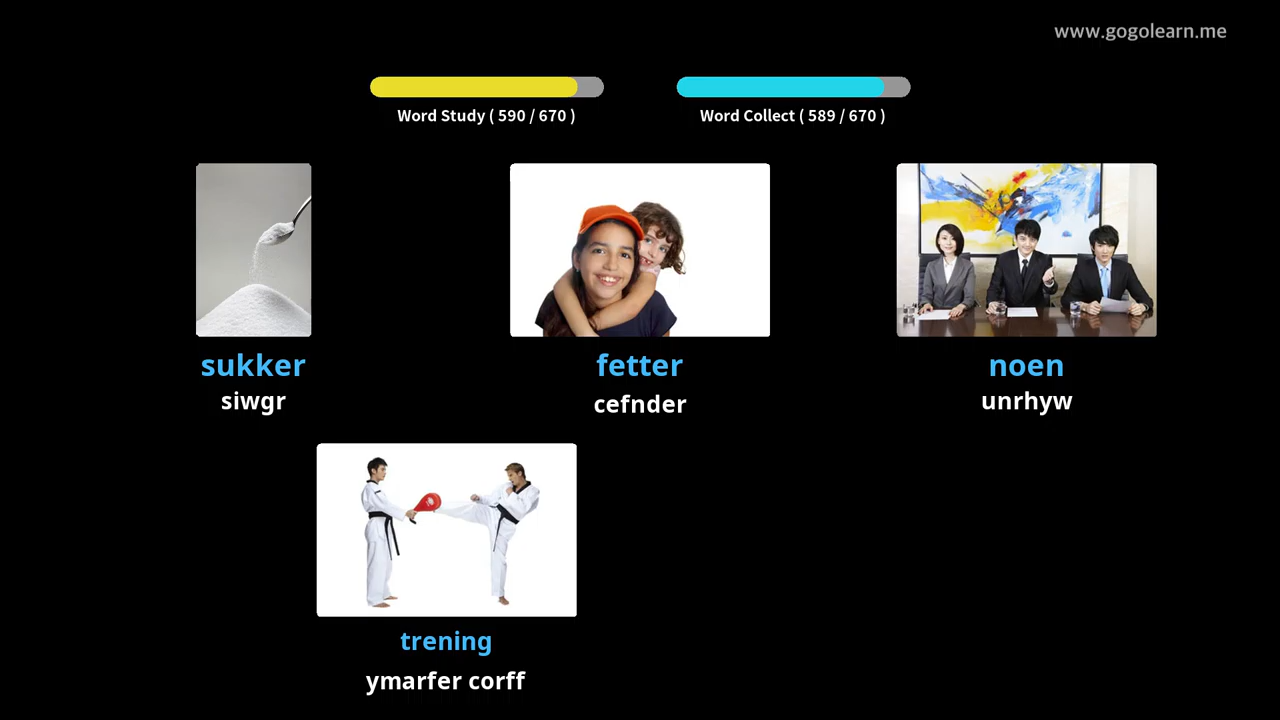 www.gogolearn.me
Word Study ( 590 / 670 )
Word Collect ( 589 / 670 )
sukker
siwgr
fetter
cefnder
noen
unrhyw
trening
ymarfer corff